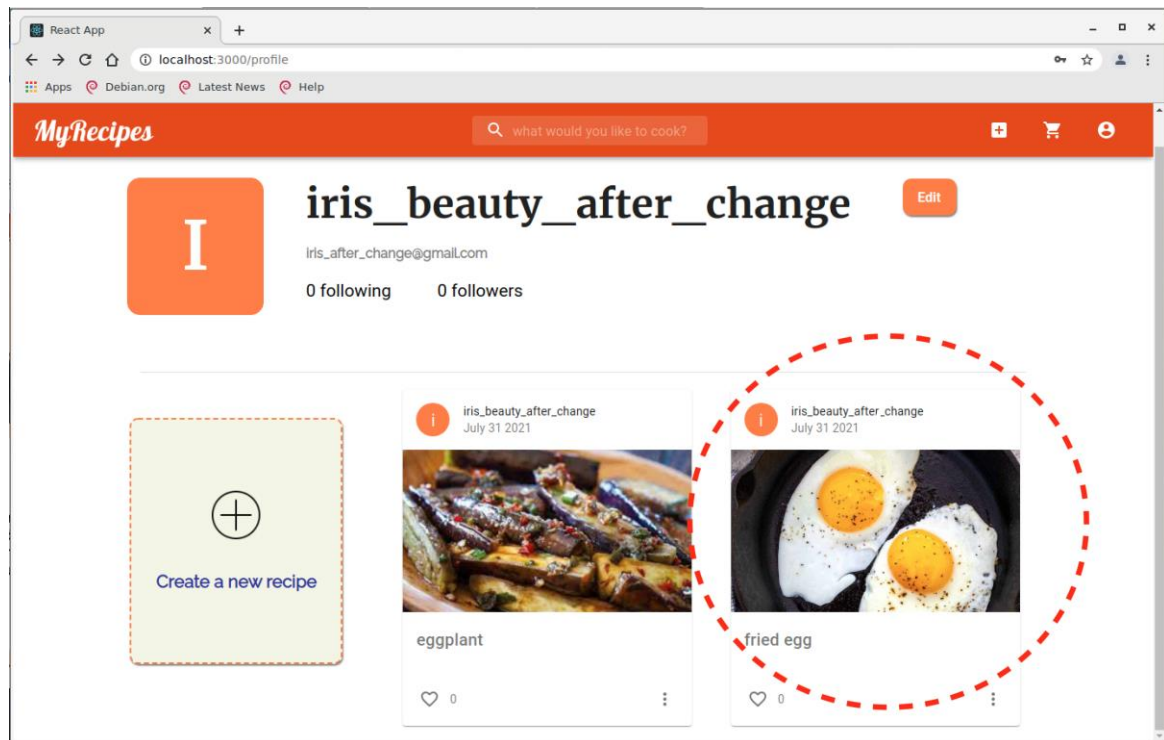 React App
localhost:3000/profile
Apps Debian.org Latest News Help
MyRecipes
what would you like to cook?
I
iris_beauty_after_change
Edit
iris_after_change@gmail.com
0 following 0 followers
Create a new recipe
i
iris_beauty_after_change
July 31 2021
eggplant
0
i
iris_beauty_after_change
July 31 2021
fried egg
0